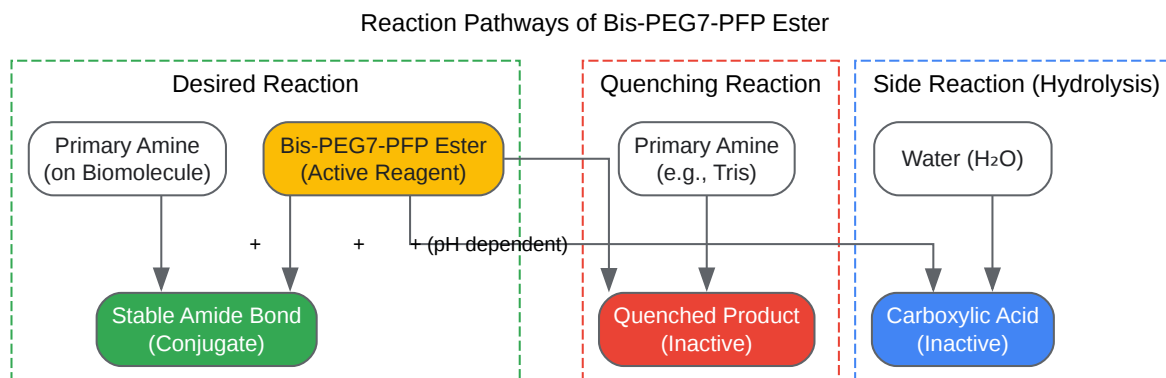 Reaction Pathways of Bis-PEG7-PFP Ester
Desired Reaction
Quenching Reaction
Side Reaction (Hydrolysis)
Primary Amine
(on Biomolecule)
Bis-PEG7-PFP Ester
(Active Reagent)
Primary Amine
(e.g., Tris)
Water (H₂O)
+
+
+ (pH dependent)
Stable Amide Bond
(Conjugate)
Quenched Product
(Inactive)
Carboxylic Acid
(Inactive)